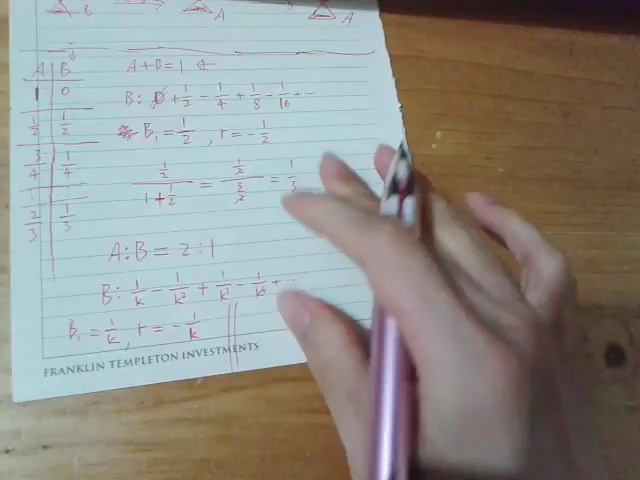 B A A
A B A+B=1 ←
1 0 B: 0+1/2-1/4+1/8-1/16+...
1/2 1/2 B₁=1/2, r=-1/2
3/4 1/4 (1/2)/(1+1/2) = (1/2)/(3/2) = 1/3
2/3 1/3
A:B=2:1
B: 1/k - 1/k² + 1/k³ - 1/k⁴ + ...
B₁=1/k, r=-1/k
FRANKLIN TEMPLETON INVESTMENTS